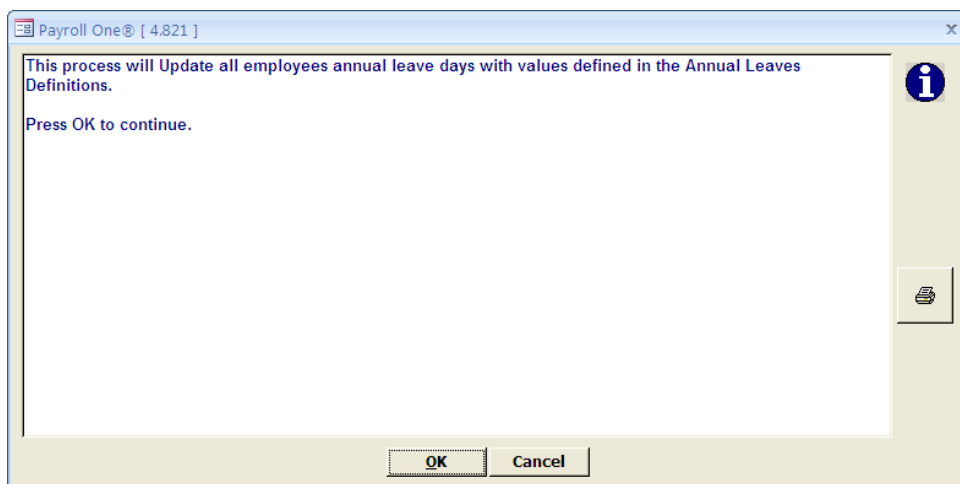 Payroll One® [ 4.821 ]
This process will Update all employees annual leave days with values defined in the Annual Leaves
Definitions.
Press OK to continue.
OK
Cancel